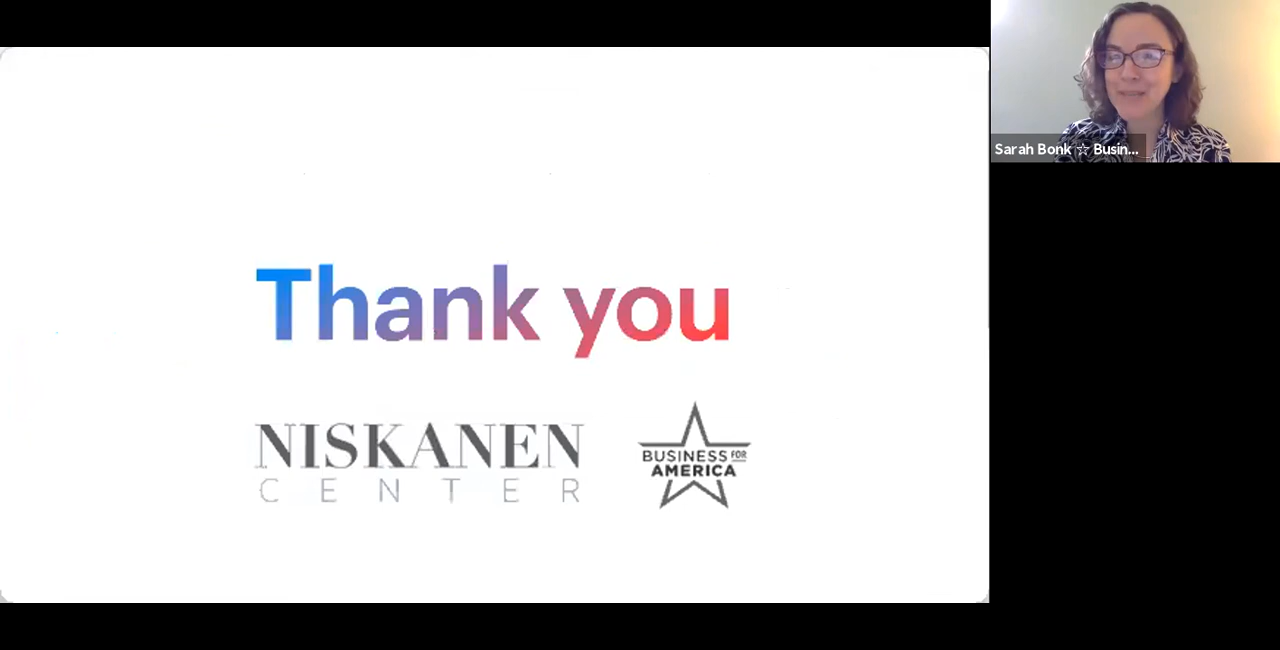 Thank you
NISKANEN
CENTER
BUSINESS FOR
AMERICA
Sarah Bonk ☆ Busin...